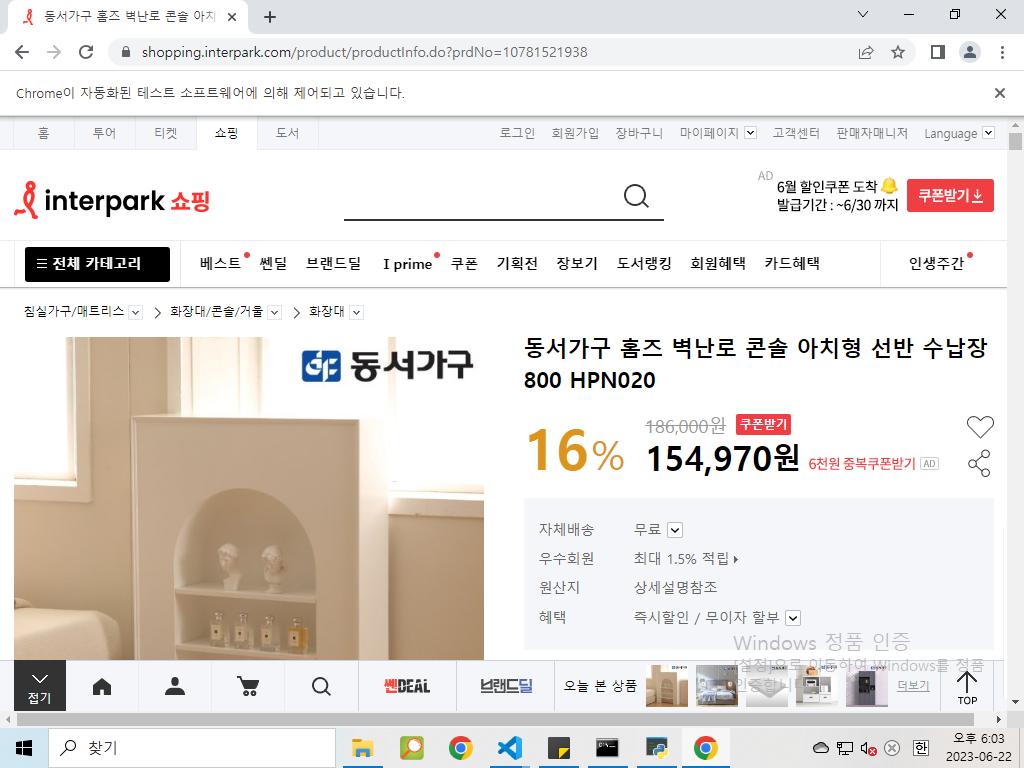 동서가구 홈즈 벽난로 콘솔 아치
shopping.interpark.com/product/productInfo.do?prdNo=10781521938
Chrome이 자동화된 테스트 소프트웨어에 의해 제어되고 있습니다.
홈 투어 티켓 쇼핑 도서 로그인 회원가입 장바구니 마이페이지 고객센터 판매자매니저 Language
interpark 쇼핑
AD
6월 할인쿠폰 도착
발급기간 : ~6/30 까지
쿠폰받기
전체 카테고리 베스트 쎈딜 브랜드딜 I prime 쿠폰 기획전 장보기 도서랭킹 회원혜택 카드혜택 인생주간
침실가구/매트리스 화장대/콘솔/거울 화장대
동서가구
동서가구 홈즈 벽난로 콘솔 아치형 선반 수납장
800 HPN020
16%
186,000원 쿠폰받기
154,970원 6천원 중복쿠폰받기 AD
자체배송 무료
우수회원 최대 1.5% 적립
원산지 상세설명참조
혜택 즉시할인 / 무이자 할부
Windows 정품 인증
[설정]으로 이동하여 Windows를 정품
인증합니다.
접기 쎈DEAL 브랜드딜 오늘 본 상품 더보기 TOP
찾기
한
오후 6:03
2023-06-22